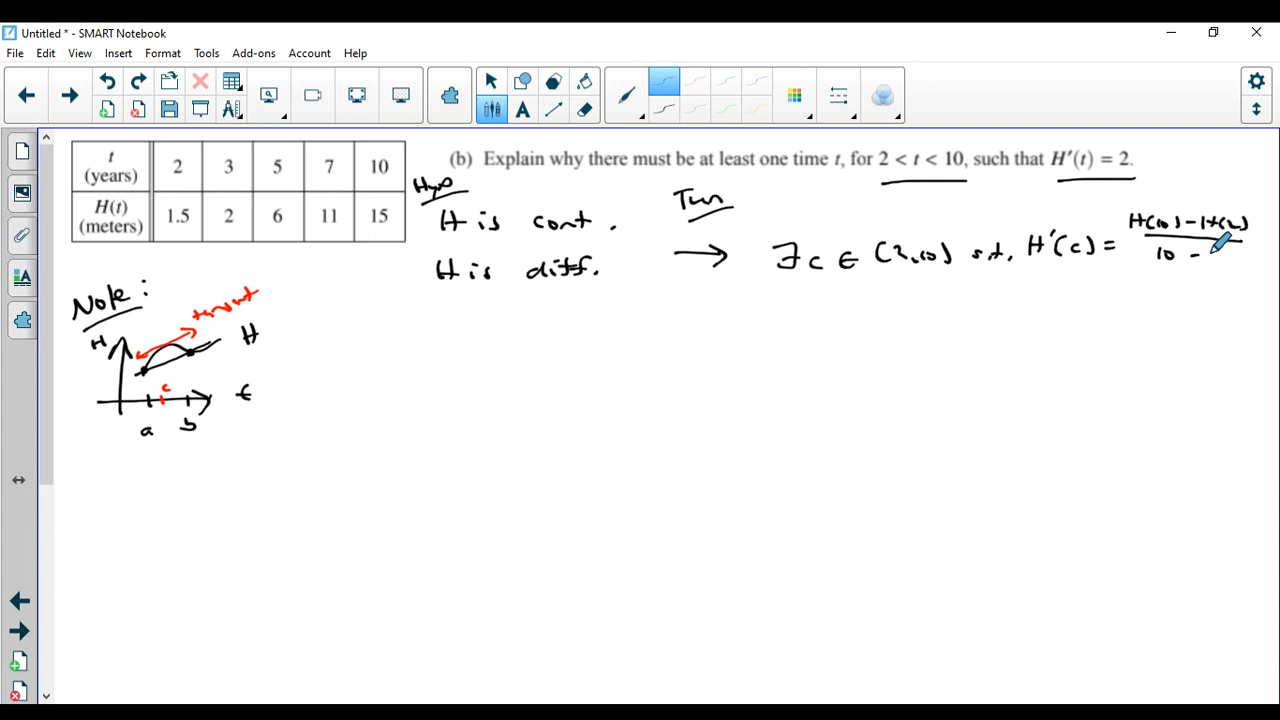 Untitled * - SMART Notebook
File Edit View Insert Format Tools Add-ons Account Help
t (years) 2 3 5 7 10
H(t) (meters) 1.5 2 6 11 15
(b) Explain why there must be at least one time t, for 2 < t < 10, such that H′(t) = 2.
Hyp
H is cont.
H is diff.
Thm
→ ∃ c ∈ (2,10) s.t. H'(c) = H(10) - H(2)
10 -
Note:
tangent
H
H
c
t
a b